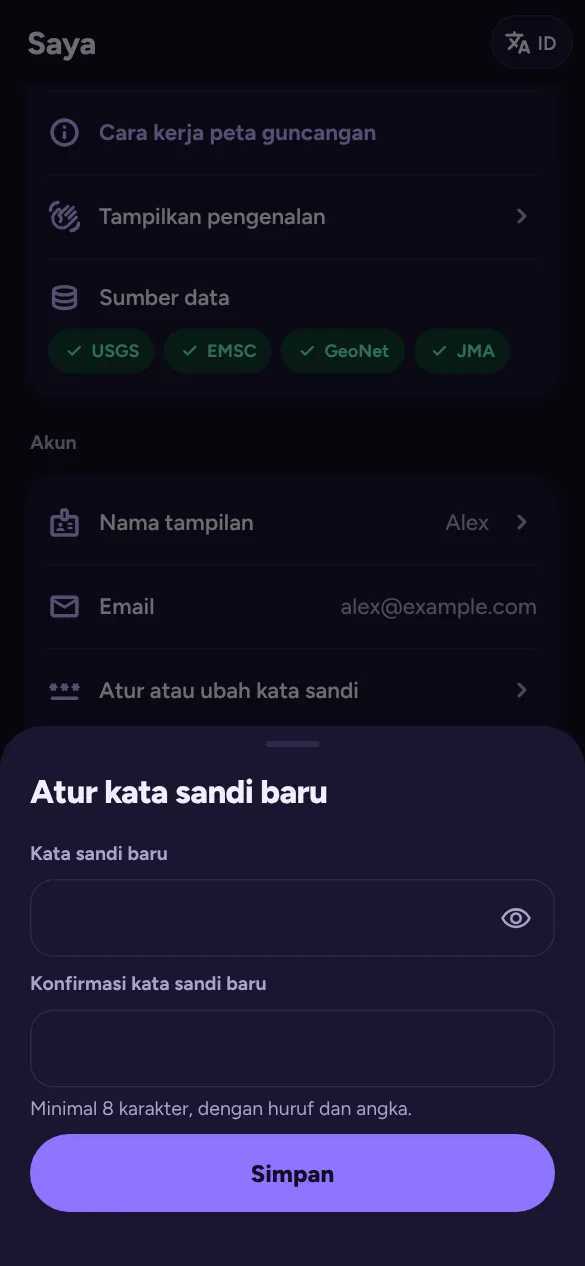 Saya
ID
Cara kerja peta guncangan
Tampilkan pengenalan
Sumber data
USGS
EMSC
GeoNet
JMA
Akun
Nama tampilan
Alex
Email
alex@example.com
Atur atau ubah kata sandi
Atur kata sandi baru
Kata sandi baru
Konfirmasi kata sandi baru
Minimal 8 karakter, dengan huruf dan angka.
Simpan